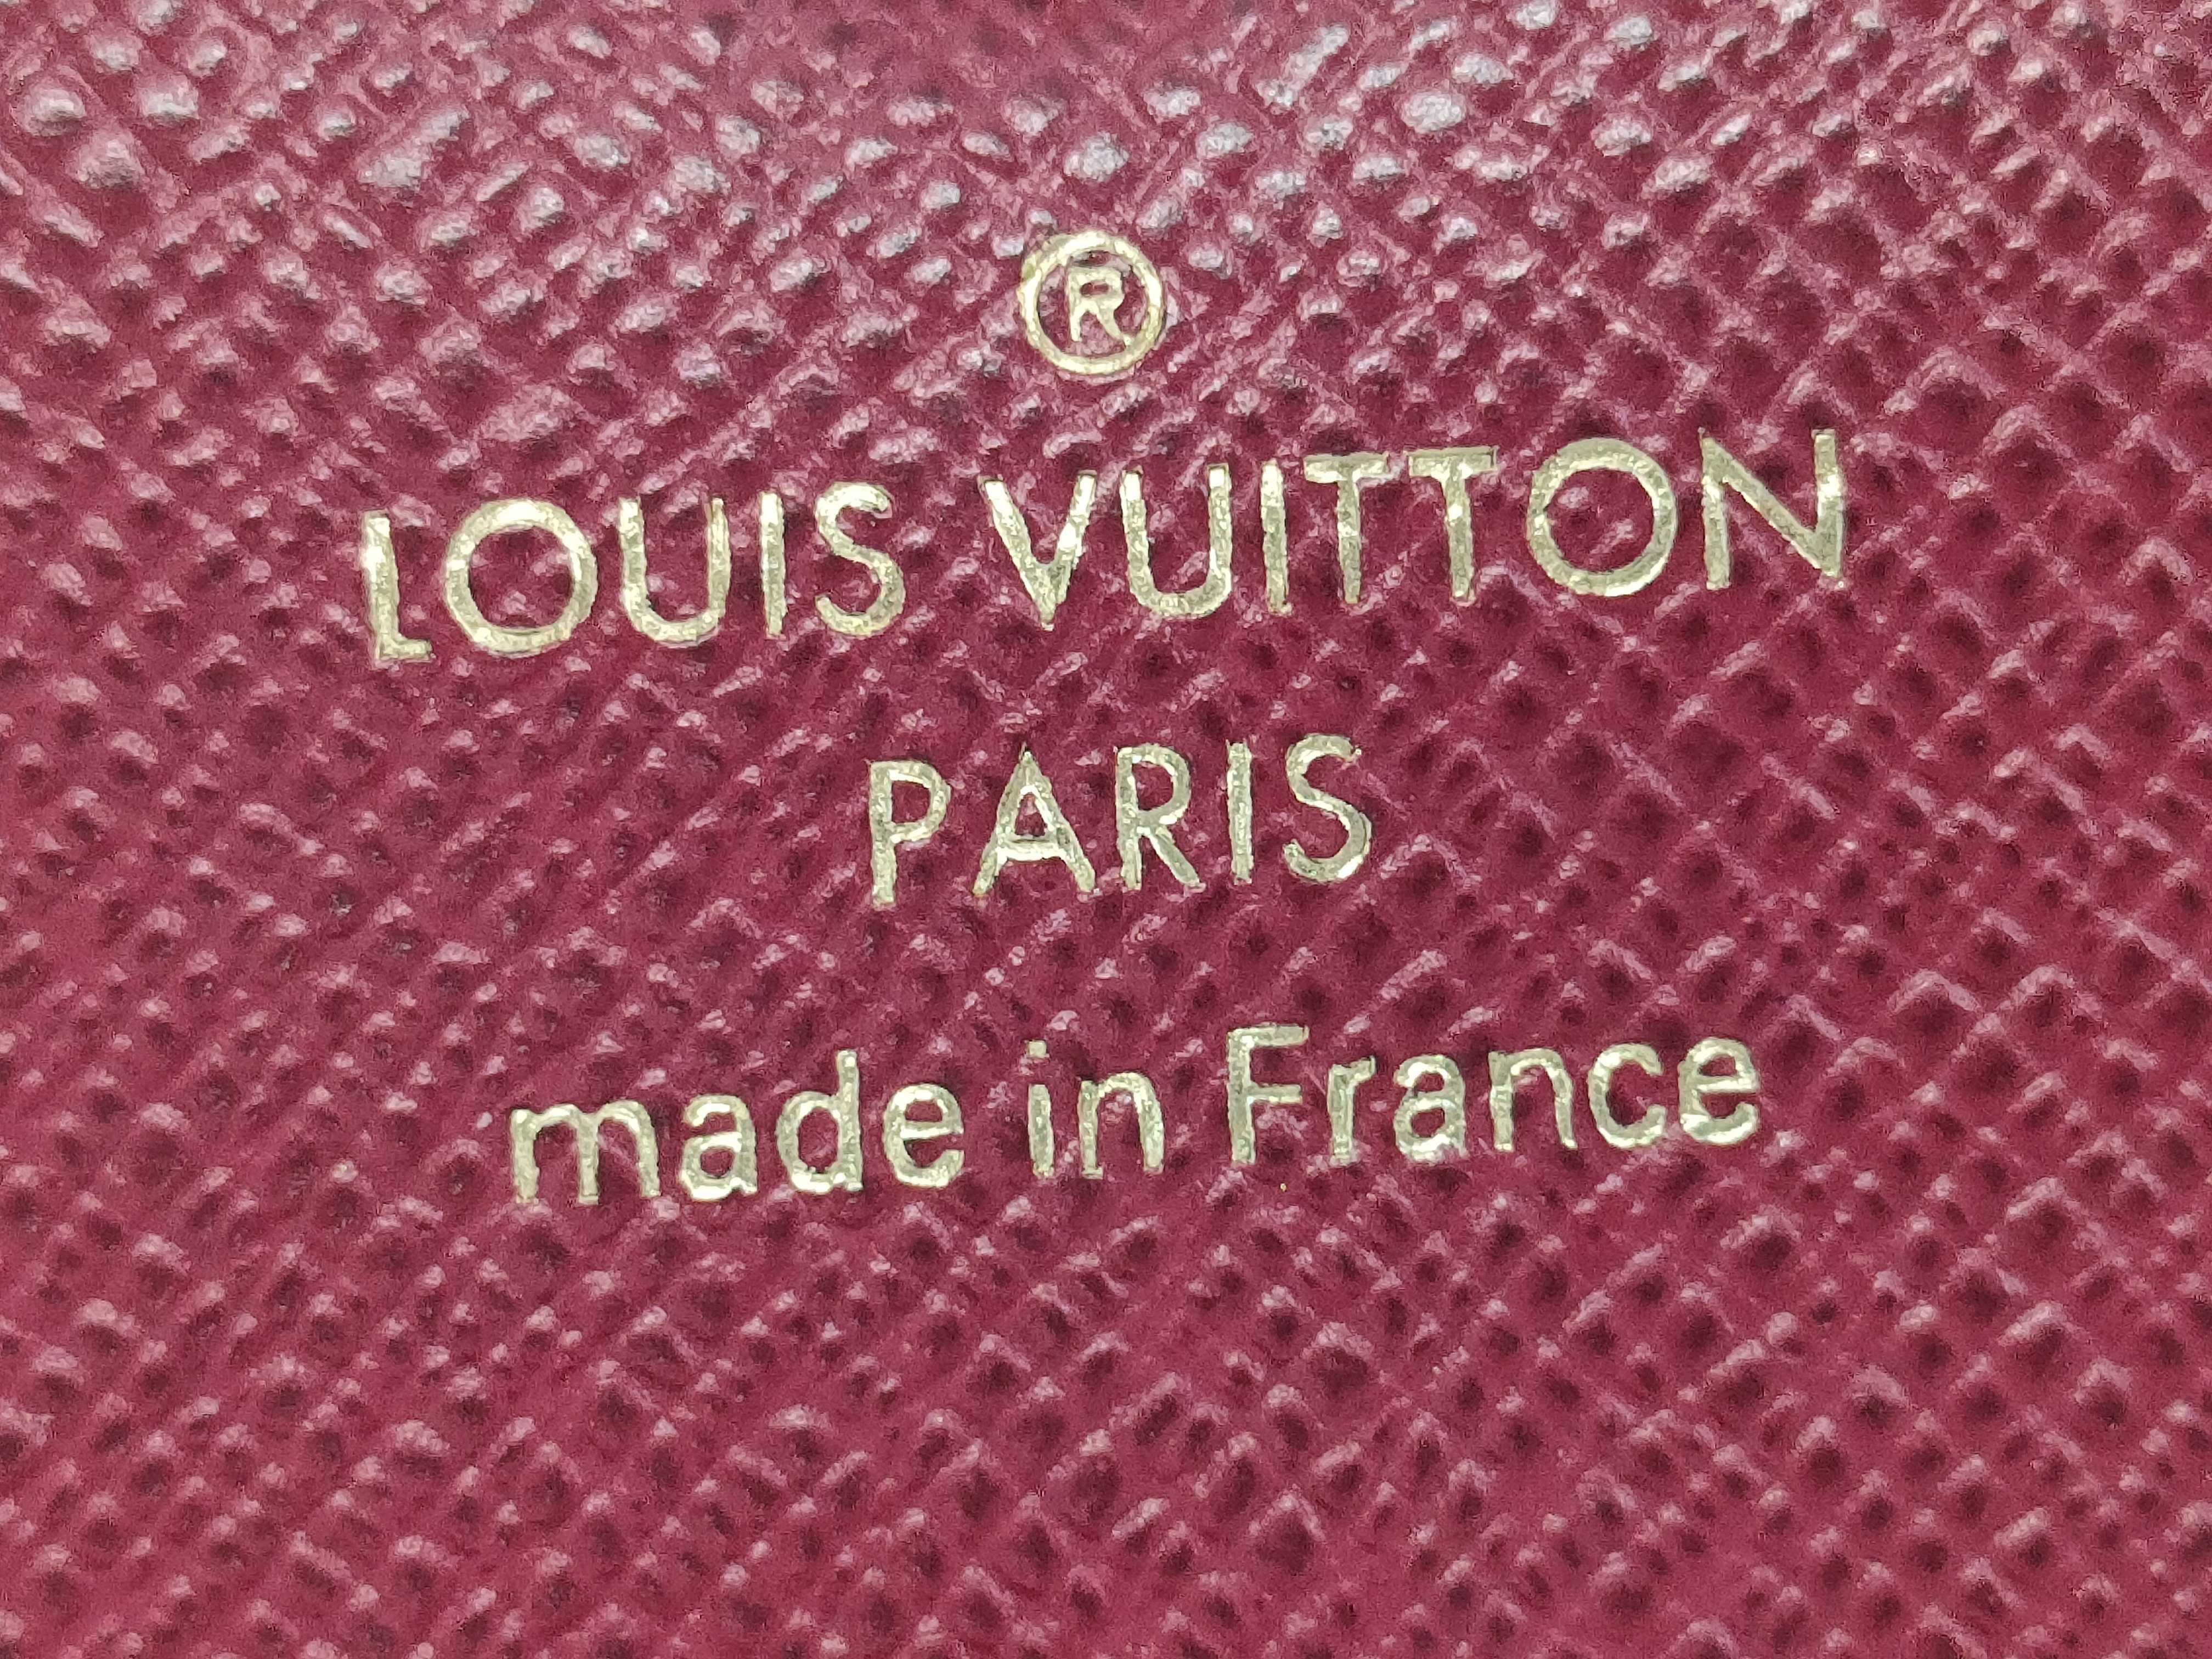 ®
LOUIS VUITTON
PARIS
made in France